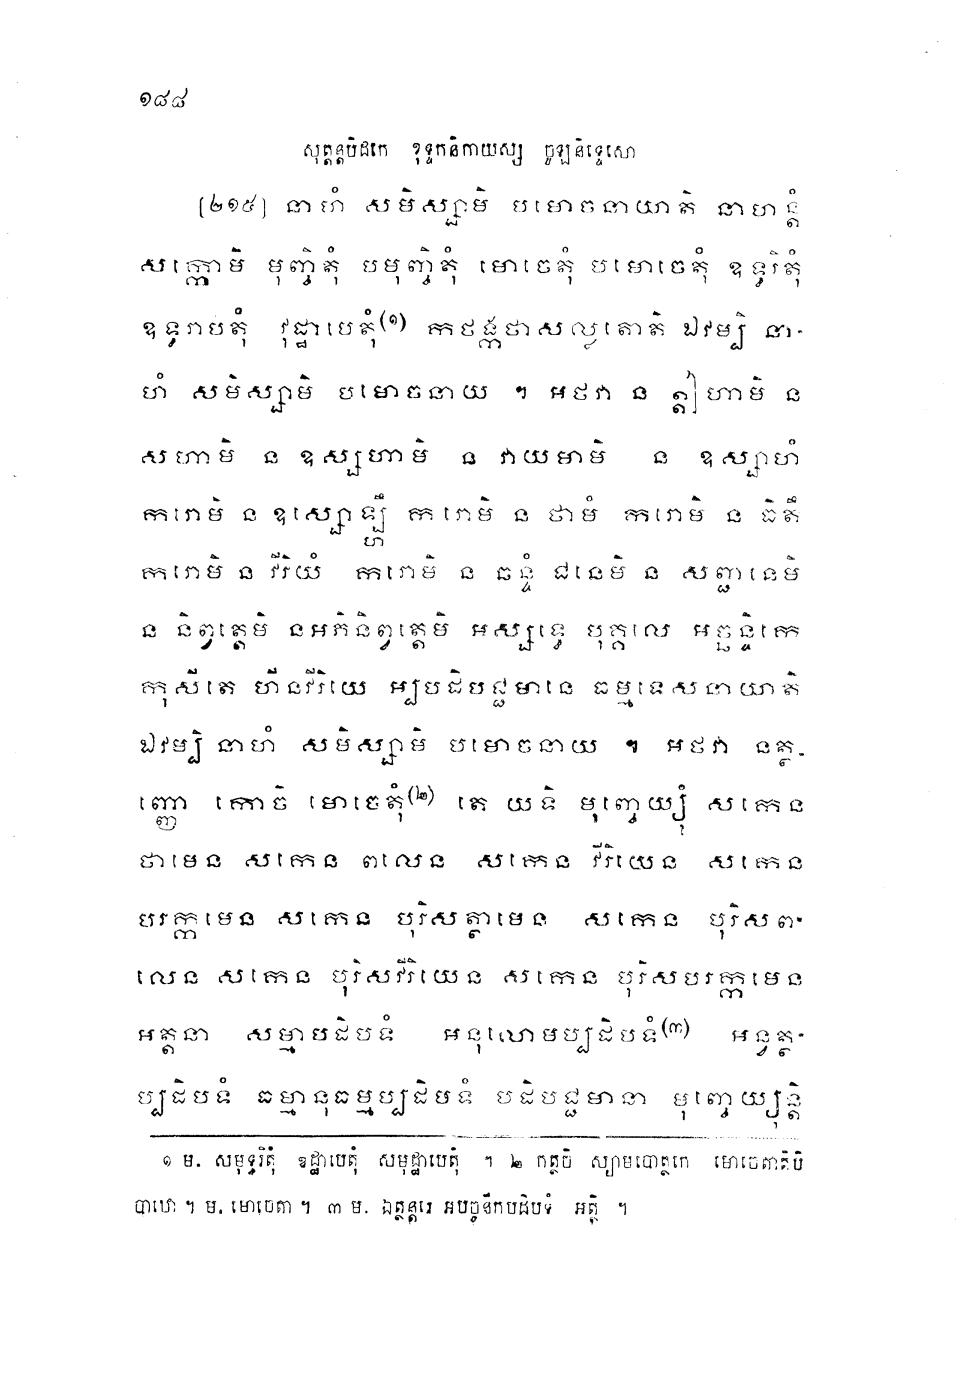 ១៨៨
សុត្តន្តបិដកេ ខុទ្ទកនិកាយស្ស ចូឡនិទ្ទេសោ
[២១៥] នាហំ សមិស្សាមិ បមោចនាយាតិ នាហន្តំ
សក្កោមិ មុញ្ចិតុំ បមុញ្ចិតុំ មោចេតុំ បមោចេតុំ ឧទ្ធរិតុំ
ឧទ្ធរាបតុំ វុដ្ឋាបេតុំ(១) កថង្កថាសល្លតោតិ ឯវម្បិ នា-
ហំ សមិស្សាមិ បមោចនាយ ។ អថវា ន ត្តីហាមិ ន
សហាមិ ន ឧស្សហាមិ ន វាយមាមិ ន ឧស្សាហំ
ករោមិ ន ឧស្សោឡ្ហឹ ករោមិ ន ថាមំ ករោមិ ន ធិតឹ
ករោមិ ន វីរិយំ ករោមិ ន ឆន្ទំ ជនេមិ ន សញ្ជានេមិ
ន និព្វត្តេមិ នអភិនិព្វត្តេមិ អស្សទ្ធេ បុគ្គលេ អច្ឆន្ទិកេ
កុសីតេ ហីនវីរិយេ អប្បដិបជ្ជមានេ ធម្មទេសនាយាតិ
ឯវម្បិ នាហំ សមិស្សាមិ បមោចនាយ ។ អថវា នត្ថ-
ញ្ញោ កោចិ មោចេតុំ(២) តេ យទិ មុញ្ចេយ្យុំ សកេន
ថាមេន សកេន ពលេន សកេន វីរិយេន សកេន
បរក្កមេន សកេន បុរិសត្ថាមេន សកេន បុរិសព-
លេន សកេន បុរិសវីរិយេន សកេន បុរិសបរក្កមេន
អត្តនា សម្មាបដិបទំ អនុលោមប្បដិបទំ(៣) អន្វត្ថ-
ប្បដិបទំ ធម្មានុធម្មប្បដិបទំ បដិបជ្ជមានា មុញ្ចេយ្យុន្តិ
១ ម. សមុទ្ធរិតុំ ឧដ្ឋាបេតុំ សមុដ្ឋាបេតុំ ។ ២ កត្ថចិ ស្យាមបោត្ថកេ មោចេតាតិបិ
បាឋោ ។ ម. មោចេតា ។ ៣ ម. ឯត្ថន្តរេ អបច្ចនីកបដិបទំ អត្ថិ ។